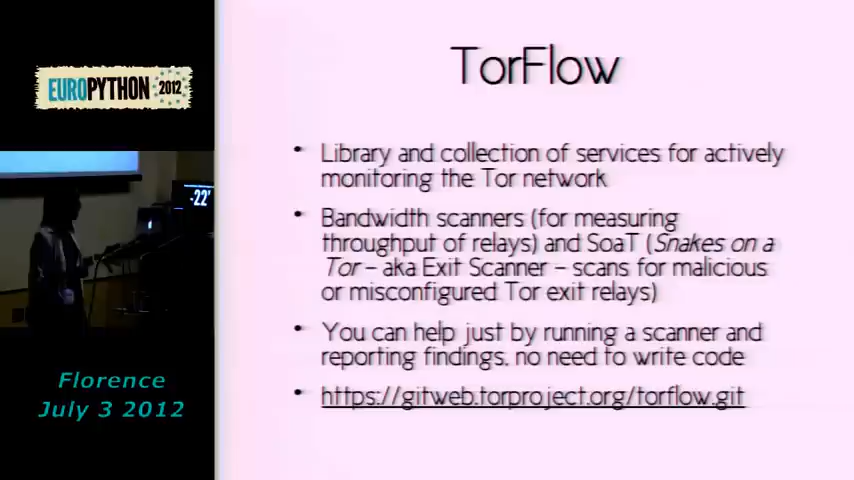 EUROPYTHON 2012
-22'
Florence
July 3 2012
TorFlow
• Library and collection of services for actively
monitoring the Tor network
• Bandwidth scanners (for measuring
throughput of relays) and SoaT (Snakes on a
Tor – aka Exit Scanner – scans for malicious
or misconfigured Tor exit relays)
• You can help just by running a scanner and
reporting findings, no need to write code
• https://gitweb.torproject.org/torflow.git